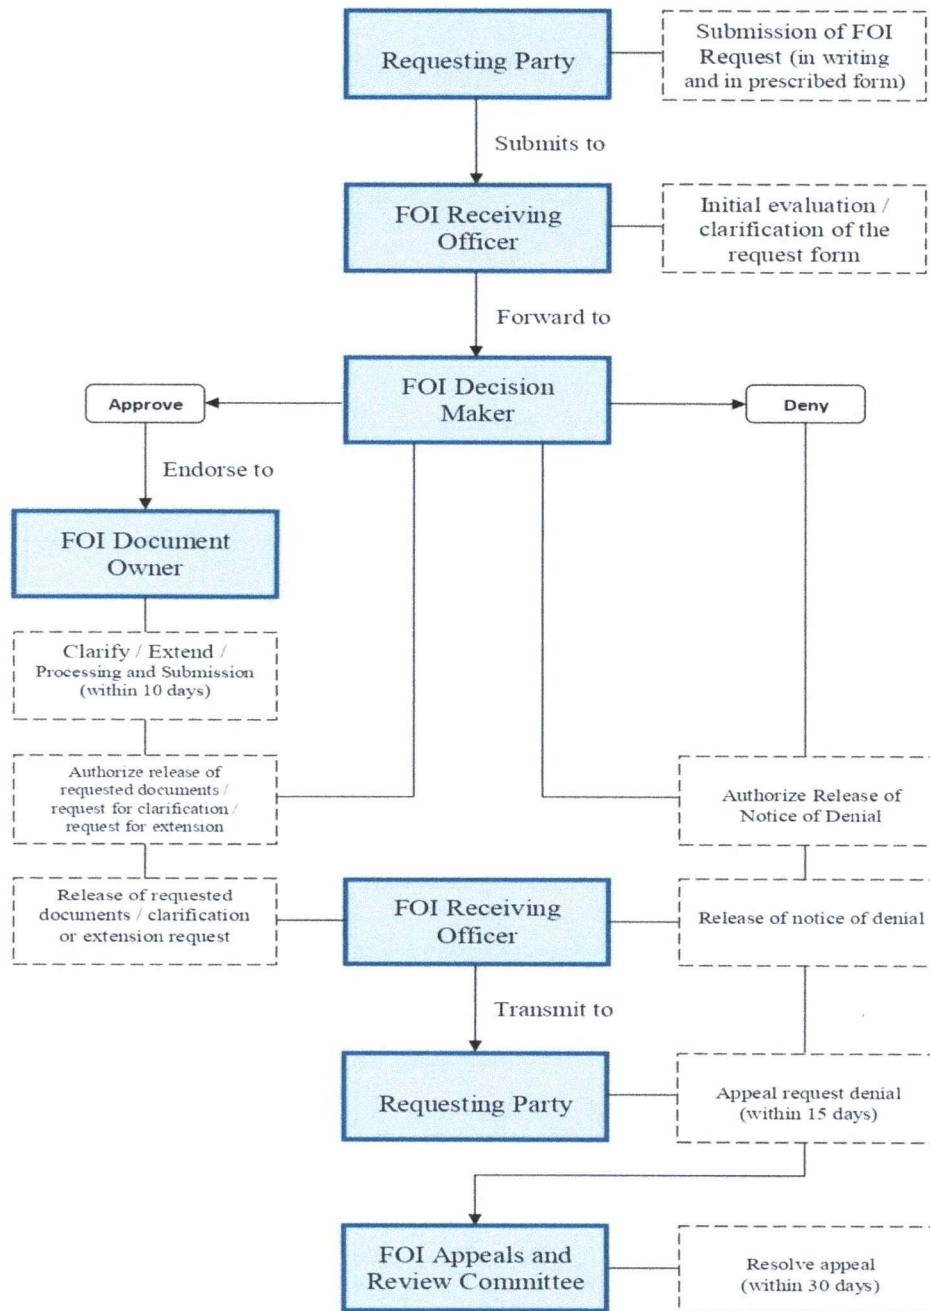 Requesting Party
Submission of FOI
Request (in writing
and in prescribed form)
Submits to
FOI Receiving
Officer
Initial evaluation /
clarification of the
request form
Forward to
FOI Decision
Maker
Approve
Deny
Endorse to
FOI Document
Owner
Clarify / Extend /
Processing and Submission
(within 10 days)
Authorize release of
requested documents /
request for clarification /
request for extension
Authorize Release of
Notice of Denial
Release of requested
documents / clarification
or extension request
FOI Receiving
Officer
Release of notice of denial
Transmit to
Requesting Party
Appeal request denial
(within 15 days)
FOI Appeals and
Review Committee
Resolve appeal
(within 30 days)